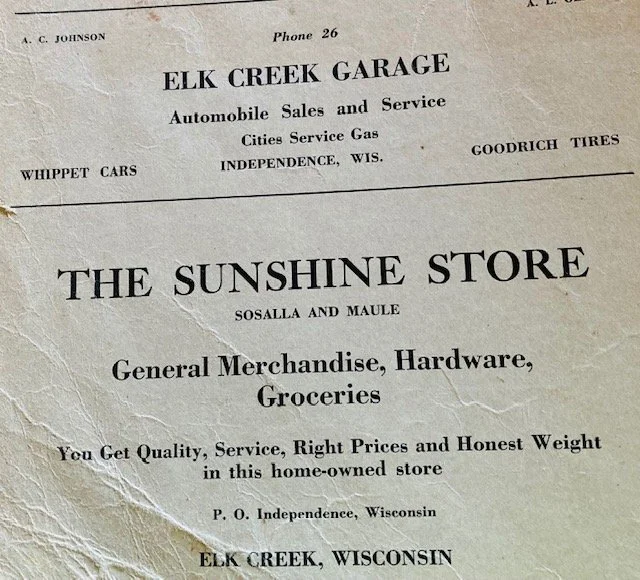 A. C. JOHNSON
Phone 26
A. L.
ELK CREEK GARAGE
Automobile Sales and Service
Cities Service Gas
WHIPPET CARS
INDEPENDENCE, WIS.
GOODRICH TIRES
THE SUNSHINE STORE
SOSALLA AND MAULE
General Merchandise, Hardware,
Groceries
You Get Quality, Service, Right Prices and Honest Weight
in this home-owned store
P. O. Independence, Wisconsin
ELK CREEK, WISCONSIN